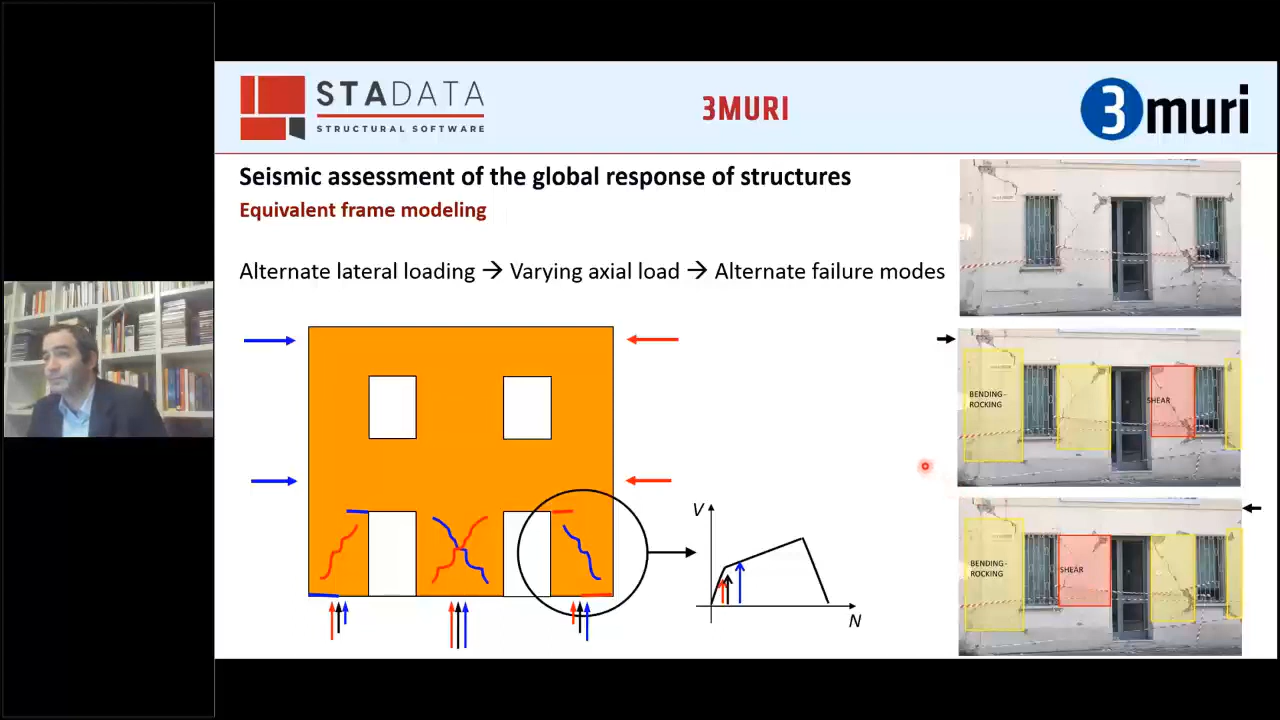 STADATA
STRUCTURAL SOFTWARE
3MURI
3muri
Seismic assessment of the global response of structures
Equivalent frame modeling
Alternate lateral loading → Varying axial load → Alternate failure modes
BENDING-
ROCKING
SHEAR
V
N
BENDING-
ROCKING
SHEAR